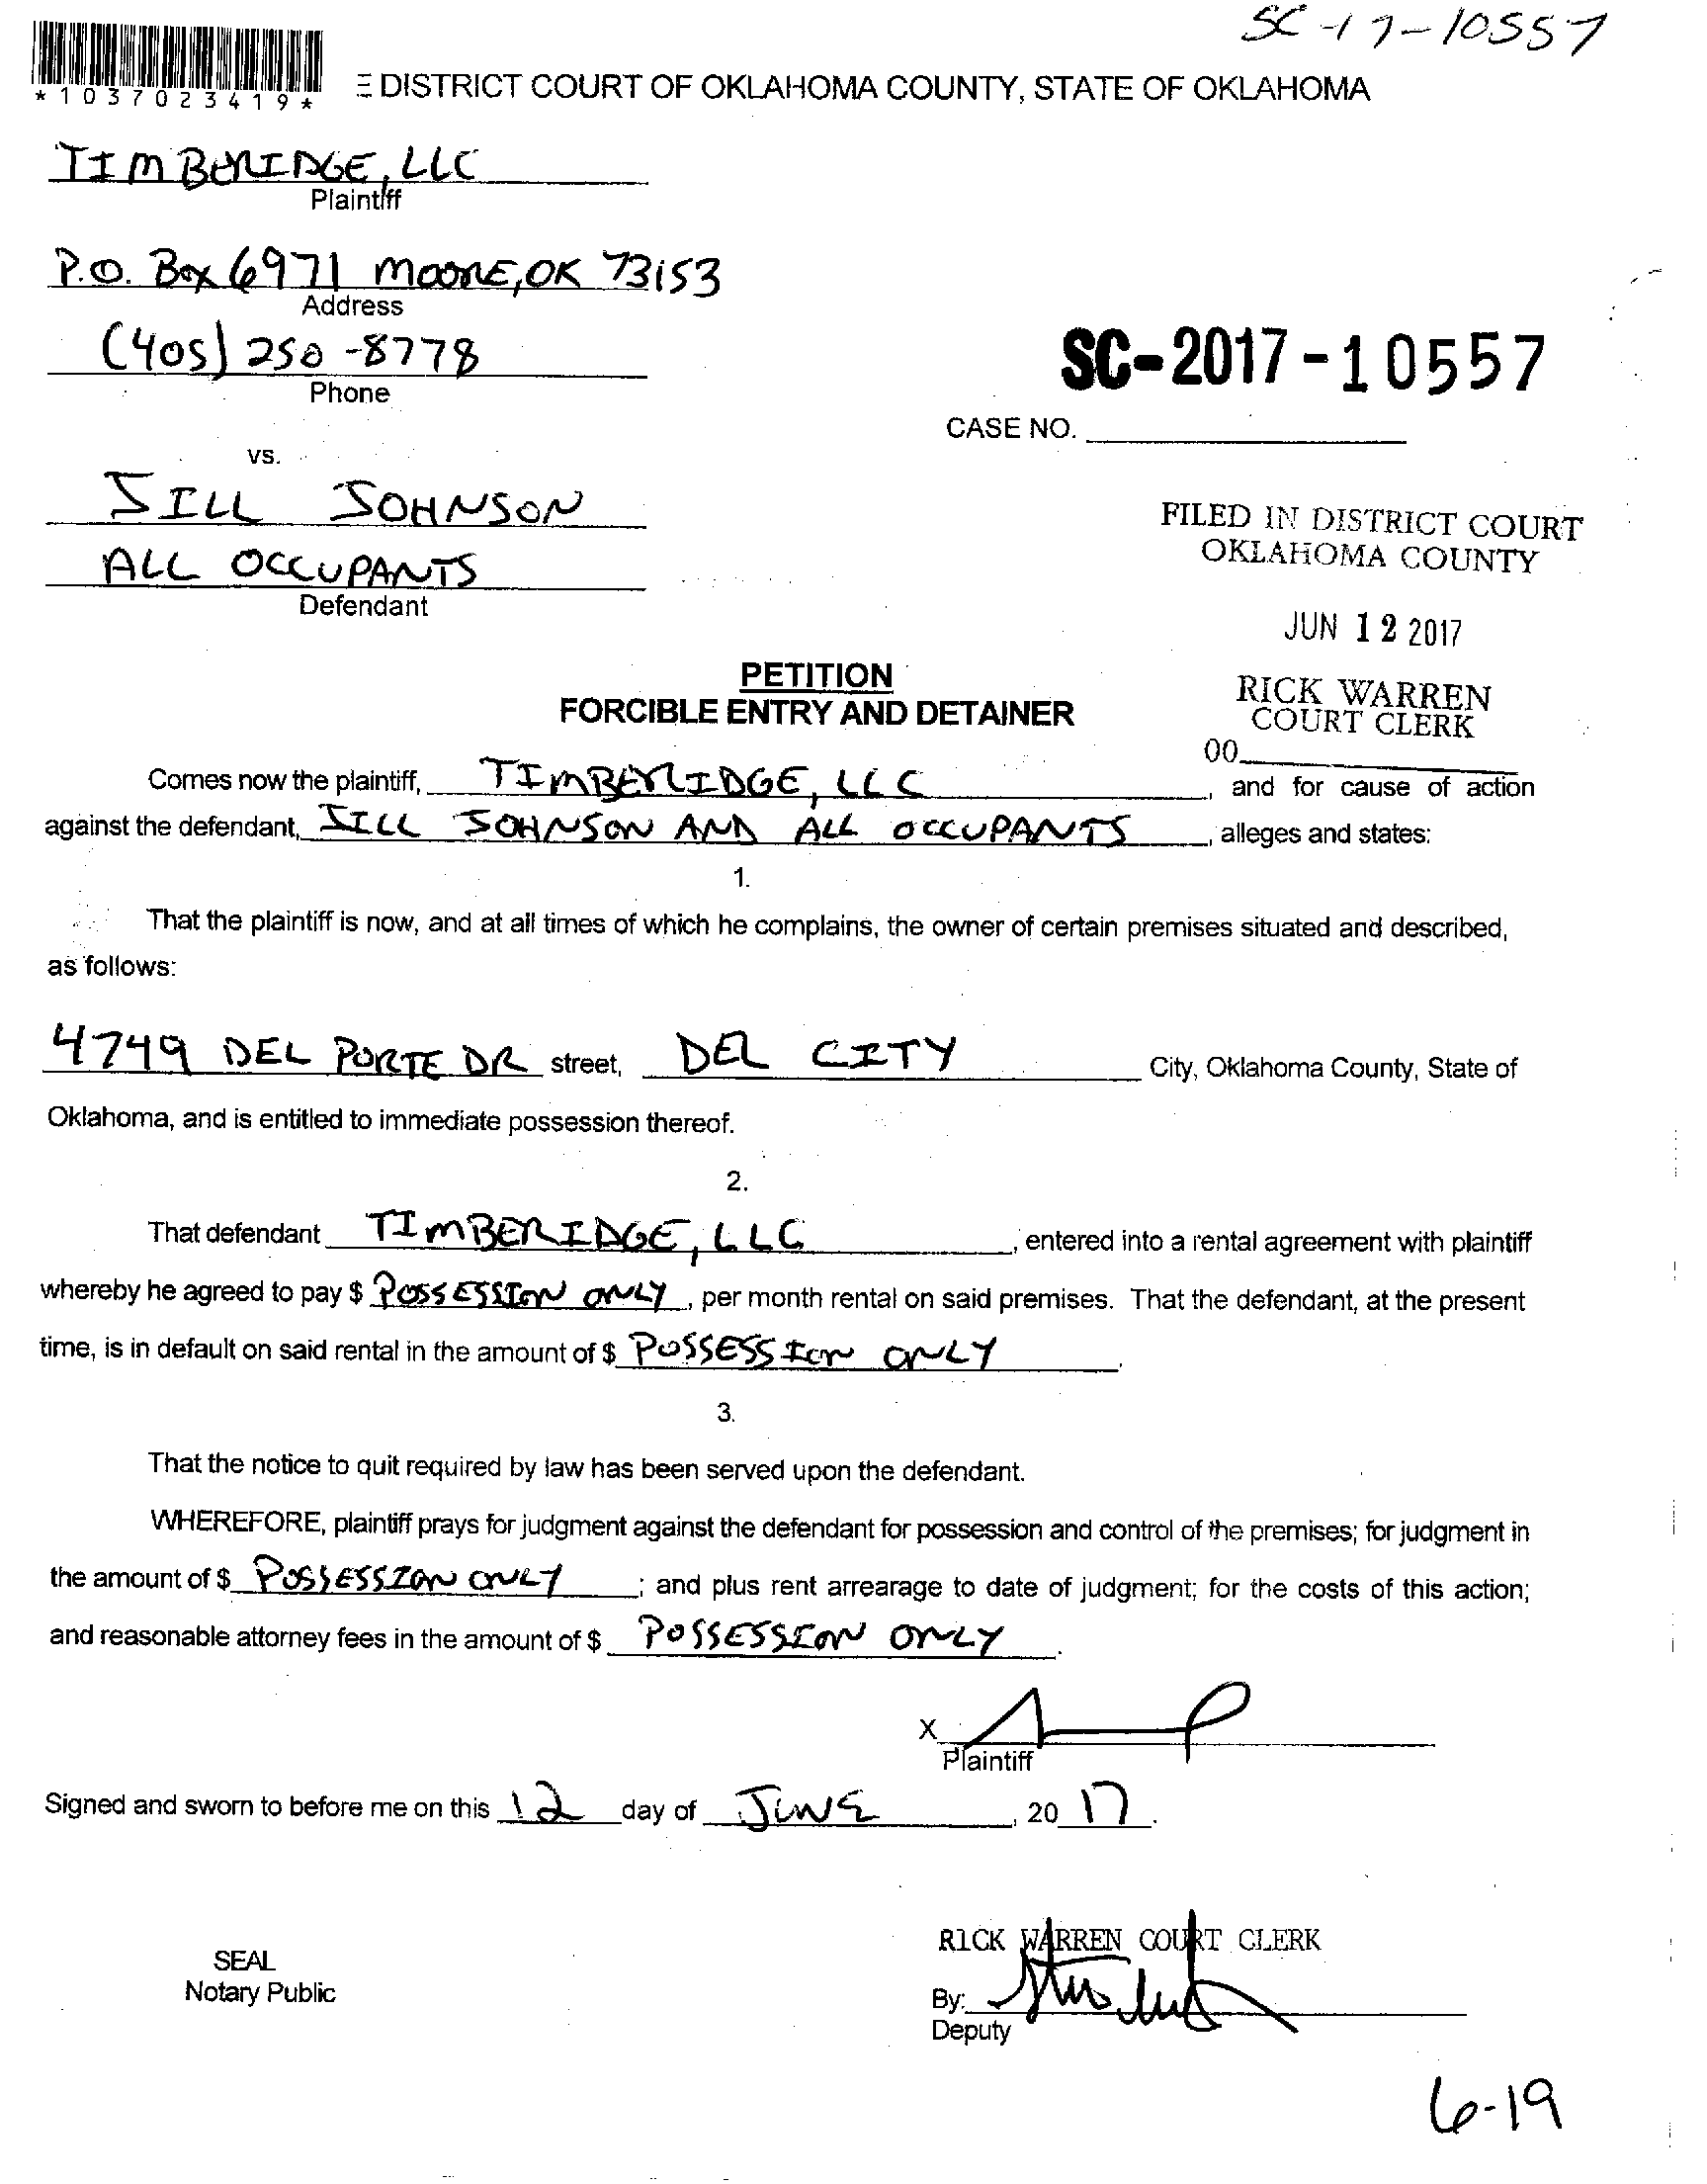 SC-17-10557
*1037023419*
E DISTRICT COURT OF OKLAHOMA COUNTY, STATE OF OKLAHOMA
TIMBERIDGE, LLC
Plaintiff
P.O. Box 6971 MOORE, OK 73153
Address
(405) 250-8778
Phone
SC-2017-10557
CASE NO.
vs.
JILL JOHNSON
ALL OCCUPANTS
Defendant
FILED IN DISTRICT COURT
OKLAHOMA COUNTY
JUN 12 2017
RICK WARREN
COURT CLERK
00
PETITION
FORCIBLE ENTRY AND DETAINER
Comes now the plaintiff, TIMBERIDGE, LLC, and for cause of action
against the defendant, JILL JOHNSON AND ALL OCCUPANTS, alleges and states:
1.
That the plaintiff is now, and at all times of which he complains, the owner of certain premises situated and described,
as follows:
4749 DEL PORTE DR street, DEL CITY City, Oklahoma County, State of
Oklahoma, and is entitled to immediate possession thereof.
2.
That defendant TIMBERIDGE, LLC, entered into a rental agreement with plaintiff
whereby he agreed to pay $ POSSESSION ONLY, per month rental on said premises. That the defendant, at the present
time, is in default on said rental in the amount of $ POSSESSION ONLY.
3.
That the notice to quit required by law has been served upon the defendant.
WHEREFORE, plaintiff prays for judgment against the defendant for possession and control of the premises; for judgment in
the amount of $ POSSESSION ONLY; and plus rent arrearage to date of judgment; for the costs of this action;
and reasonable attorney fees in the amount of $ POSSESSION ONLY.
X
Plaintiff
Signed and sworn to before me on this 12 day of JUNE, 20 17.
RICK WARREN COURT CLERK
SEAL
Notary Public
By:
Deputy
6-19